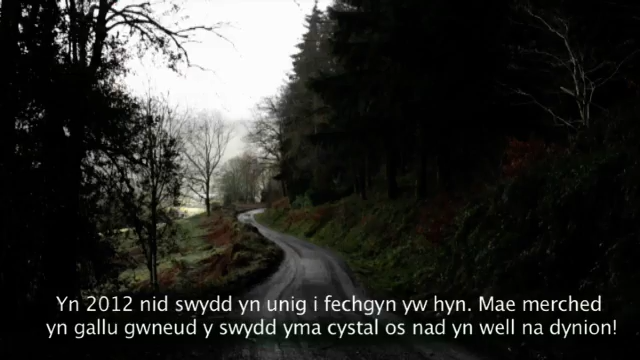 Yn 2012 nid swydd yn unig i fechgyn yw hyn. Mae merched
yn gallu gwneud y swydd yma cystal os nad yn well na dynion!